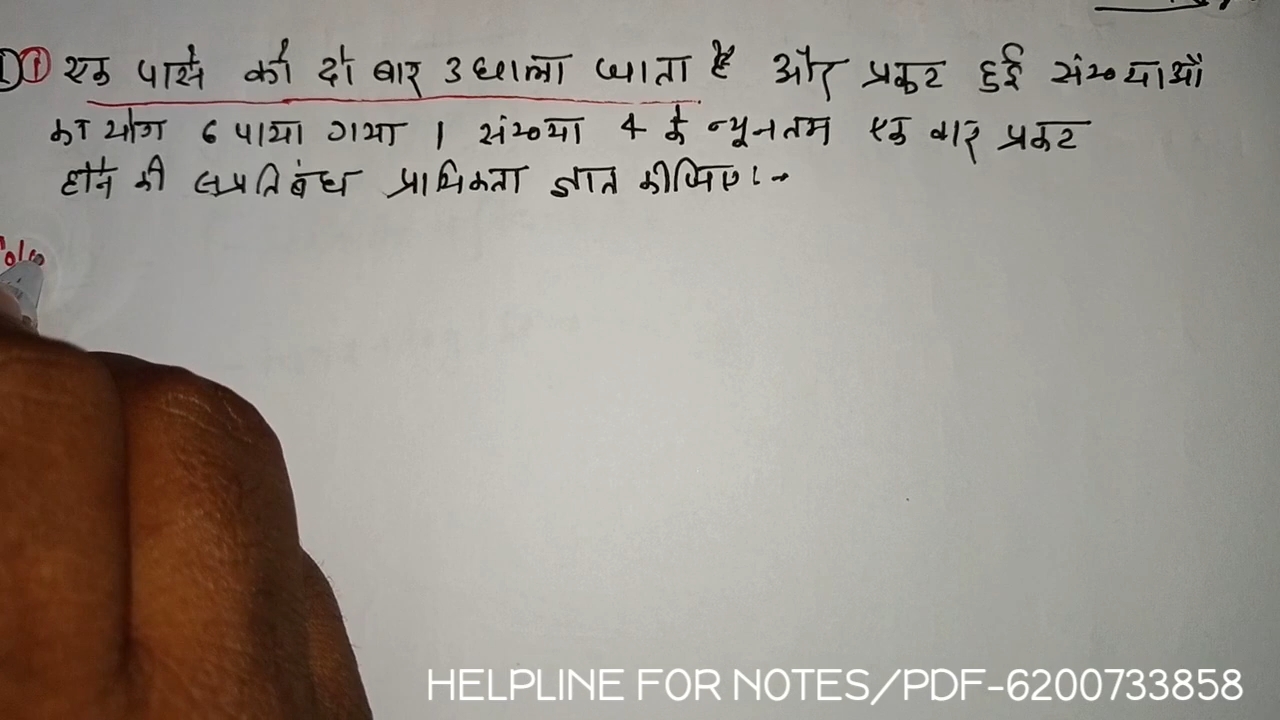 ① एक पासे को दो बार उछाला जाता है और प्रकट हुई संख्याओं
का योग 6 पाया गया । संख्या 4 के न्यूनतम एक बार प्रकट
होने की सप्रतिबंध प्रायिकता ज्ञात कीजिए।
HELPLINE FOR NOTES/PDF-6200733858